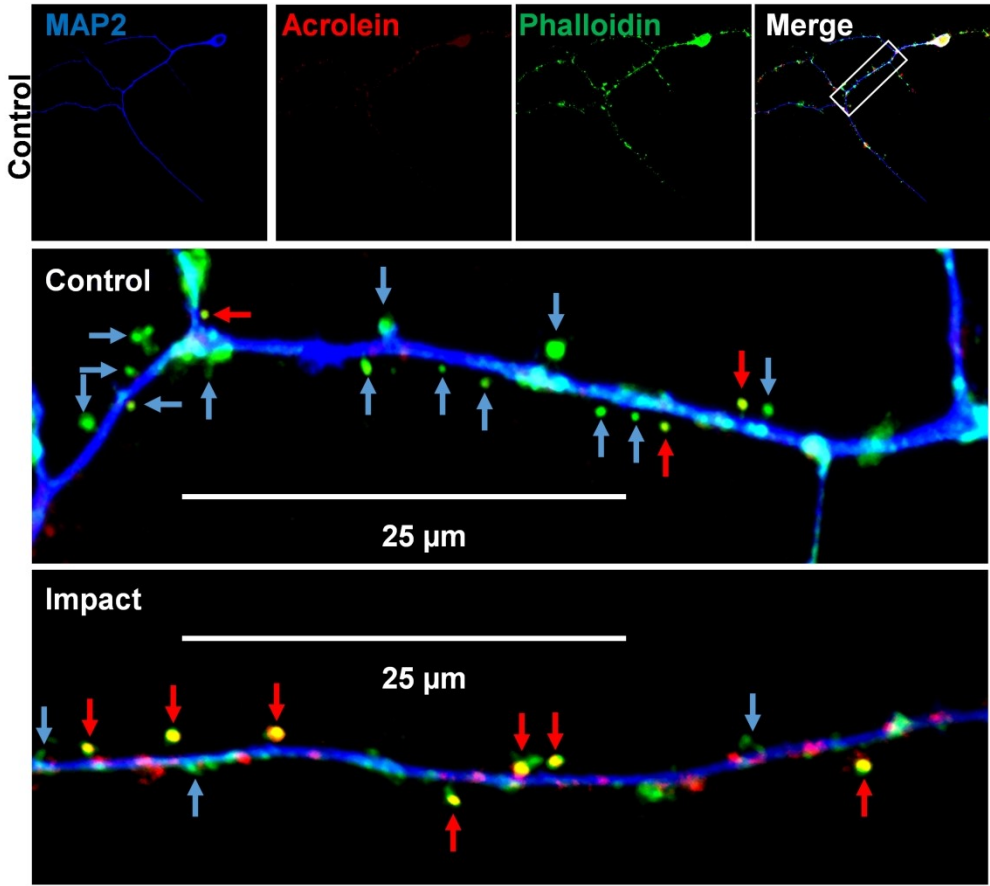 MAP2
Acrolein
Phalloidin
Merge
Control
Control
25 µm
Impact
25 µm